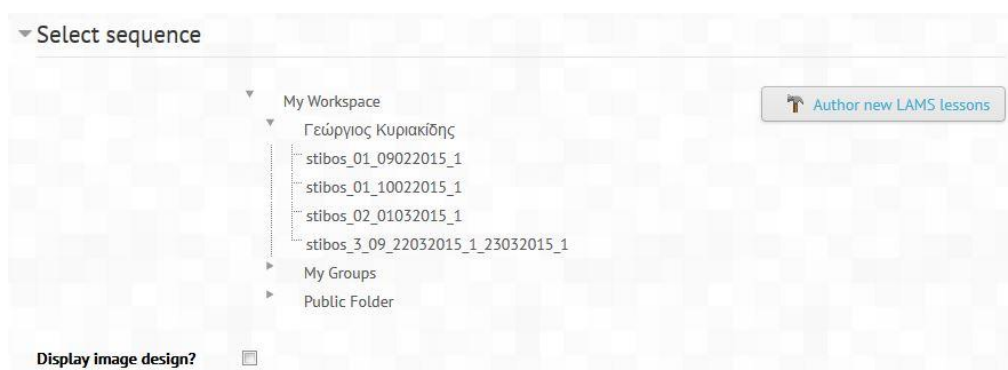 Select sequence
My Workspace
Author new LAMS lessons
Γεώργιος Κυριακίδης
stibos_01_09022015_1
stibos_01_10022015_1
stibos_02_01032015_1
stibos_3_09_22032015_1_23032015_1
My Groups
Public Folder
Display image design?